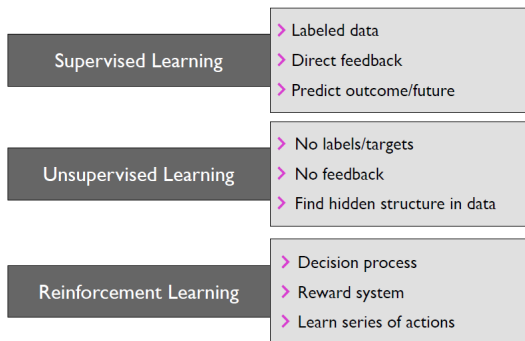 Supervised Learning
Labeled data
Direct feedback
Predict outcome/future
Unsupervised Learning
No labels/targets
No feedback
Find hidden structure in data
Reinforcement Learning
Decision process
Reward system
Learn series of actions